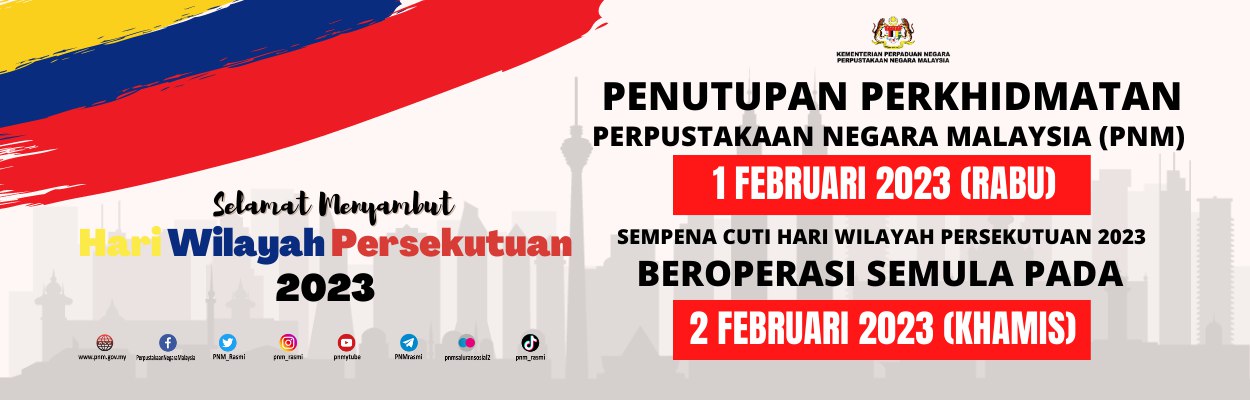 KEMENTERIAN PERPADUAN NEGARA
PERPUSTAKAAN NEGARA MALAYSIA
PENUTUPAN PERKHIDMATAN
PERPUSTAKAAN NEGARA MALAYSIA (PNM)
1 FEBRUARI 2023 (RABU)
SEMPENA CUTI HARI WILAYAH PERSEKUTUAN 2023
BEROPERASI SEMULA PADA
2 FEBRUARI 2023 (KHAMIS)
Selamat Menyambut
Hari Wilayah Persekutuan
2023
www.pnm.gov.my
PerpustakaanNegaraMalaysia
PNM_Rasmi
pnm_rasmi
pnmytube
PNMrasmi
pnmsaluransosial2
pnm_rasmi